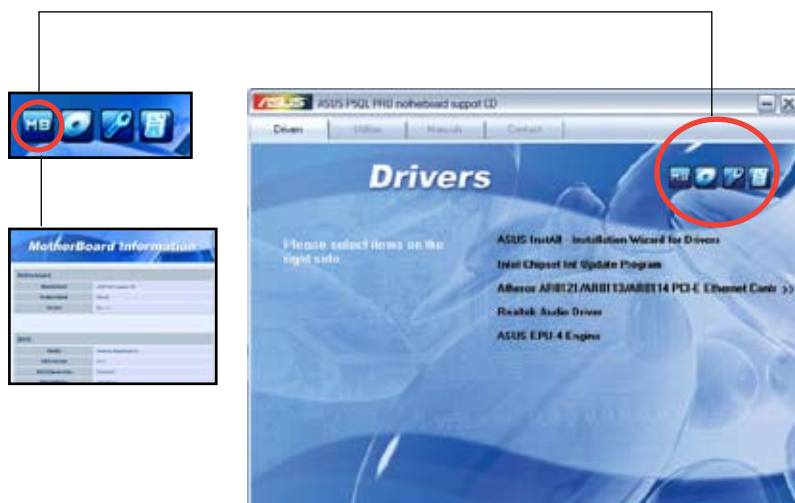 MB
ASUS P5QL PRO motherboard support CD
Drivers
Utilities
Manuals
Contact
Drivers
MB
MotherBoard Information
Please select items on the
right side
ASUS InstAll - Installation Wizard for Drivers
Intel Chipset Inf Update Program
Atheros AR8121/AR8113/AR8114 PCI-E Ethernet Contr >>
Realtek Audio Driver
ASUS EPU-4 Engine